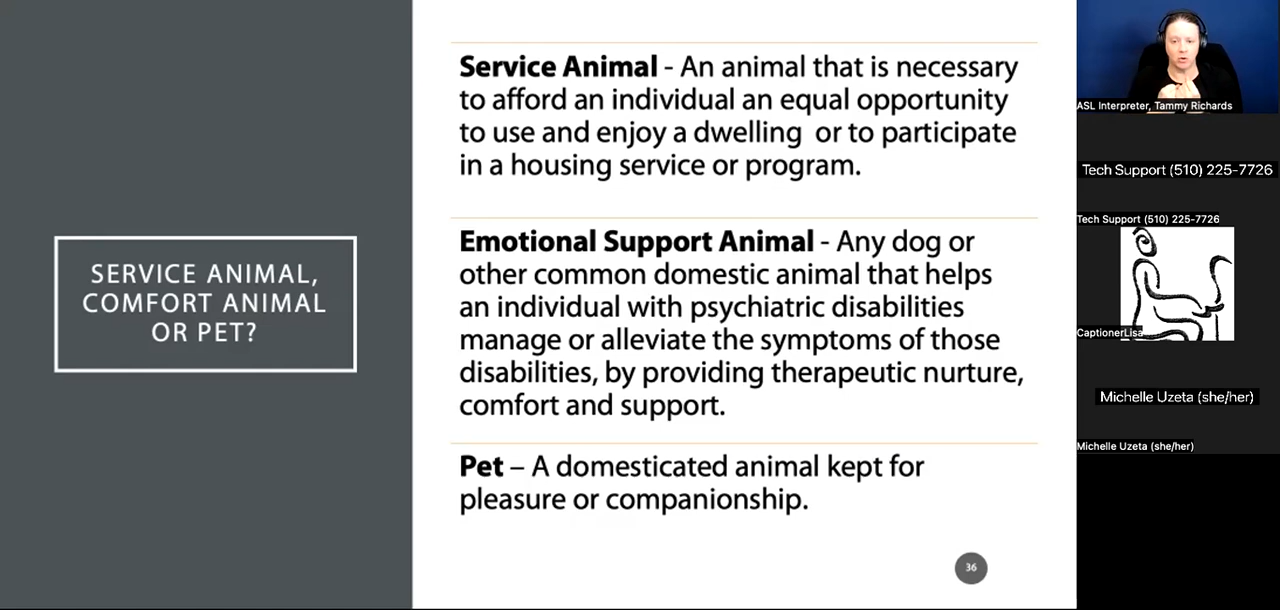 SERVICE ANIMAL,
COMFORT ANIMAL
OR PET?
Service Animal - An animal that is necessary
to afford an individual an equal opportunity
to use and enjoy a dwelling or to participate
in a housing service or program.
Emotional Support Animal - Any dog or
other common domestic animal that helps
an individual with psychiatric disabilities
manage or alleviate the symptoms of those
disabilities, by providing therapeutic nurture,
comfort and support.
Pet – A domesticated animal kept for
pleasure or companionship.
36
ASL Interpreter, Tammy Richards
Tech Support (510) 225-7726
Tech Support (510) 225-7726
CaptionerLisa
Michelle Uzeta (she/her)
Michelle Uzeta (she/her)